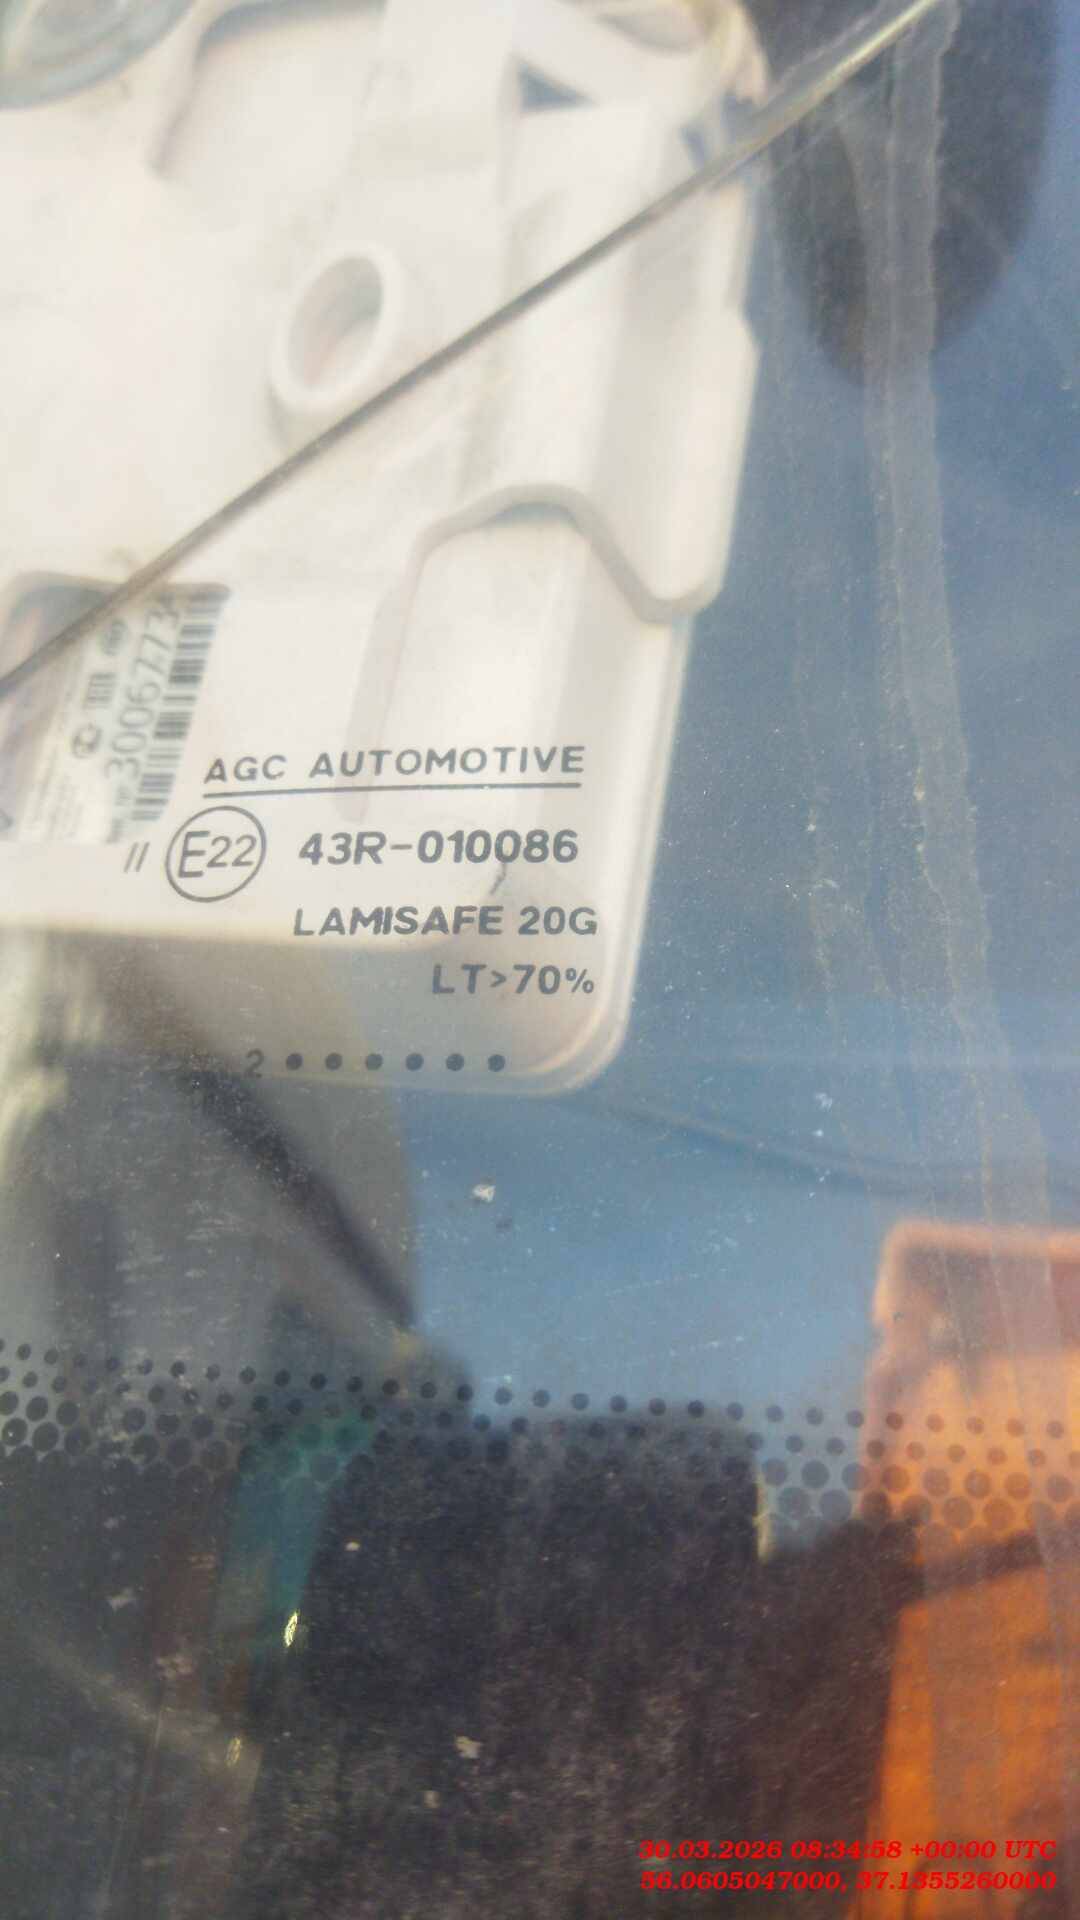 AGC AUTOMOTIVE
// E22 43R-010086
LAMISAFE 20G
LT>70%
2 ● ● ● ● ● ●
30.03.2026 08:34:58 +00:00 UTC
56.0605047000, 37.1355260000